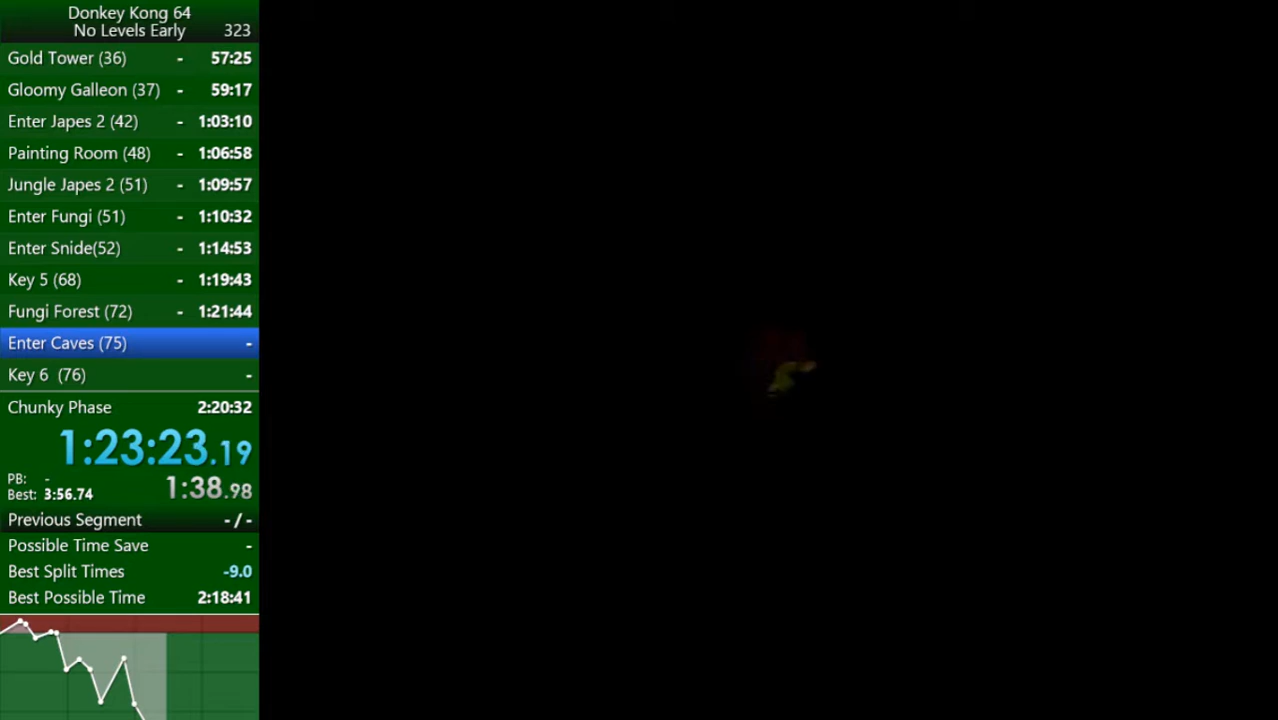 Donkey Kong 64
No Levels Early 323
Gold Tower (36) - 57:25
Gloomy Galleon (37) - 59:17
Enter Japes 2 (42) - 1:03:10
Painting Room (48) - 1:06:58
Jungle Japes 2 (51) - 1:09:57
Enter Fungi (51) - 1:10:32
Enter Snide(52) - 1:14:53
Key 5 (68) - 1:19:43
Fungi Forest (72) - 1:21:44
Enter Caves (75) -
Key 6 (76) -
Chunky Phase 2:20:32
1:23:23.19
PB: -
Best: 3:56.74 1:38.98
Previous Segment - / -
Possible Time Save -
Best Split Times -9.0
Best Possible Time 2:18:41